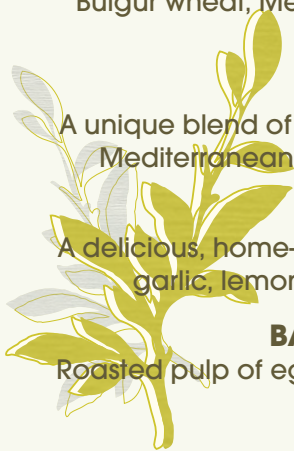 Bulgur wheat, Me
A unique blend of
Mediterranean
A delicious, home-
garlic, lemon
BA
Roasted pulp of eg